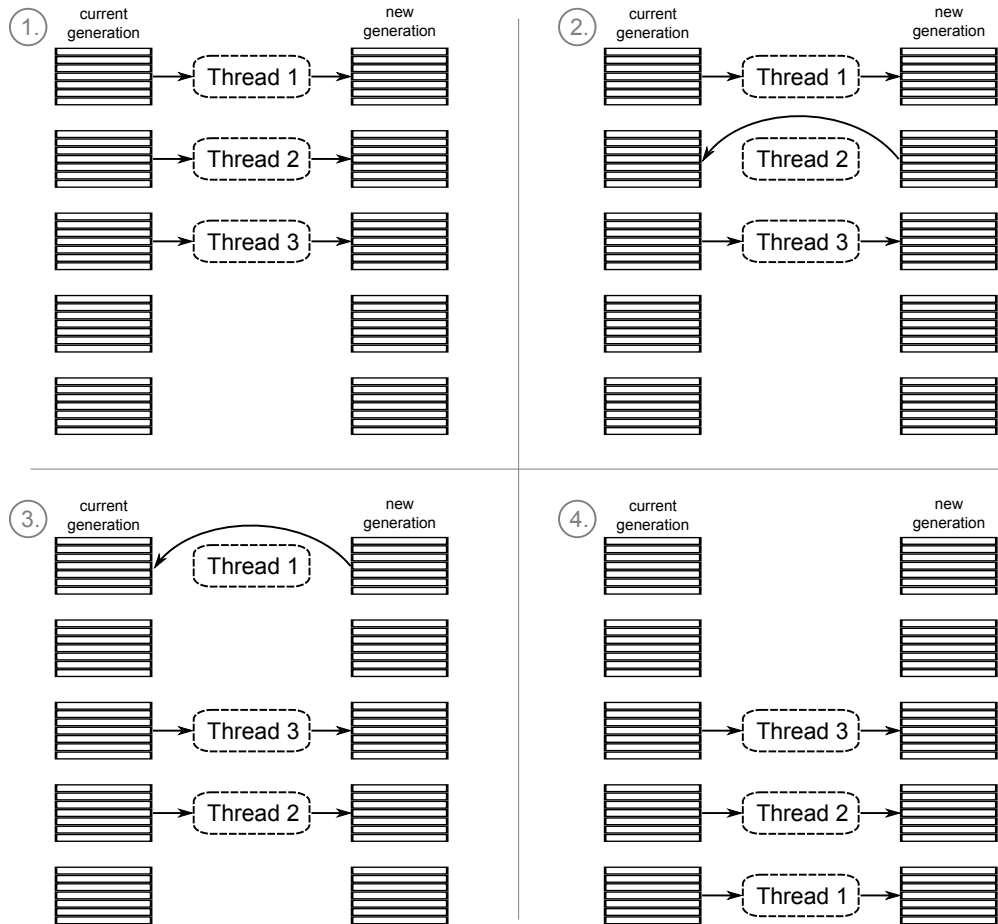 1.
current
generation
new
generation
Thread 1
Thread 2
Thread 3
2.
current
generation
new
generation
Thread 1
Thread 2
Thread 3
3.
current
generation
new
generation
Thread 1
Thread 3
Thread 2
4.
current
generation
new
generation
Thread 3
Thread 2
Thread 1